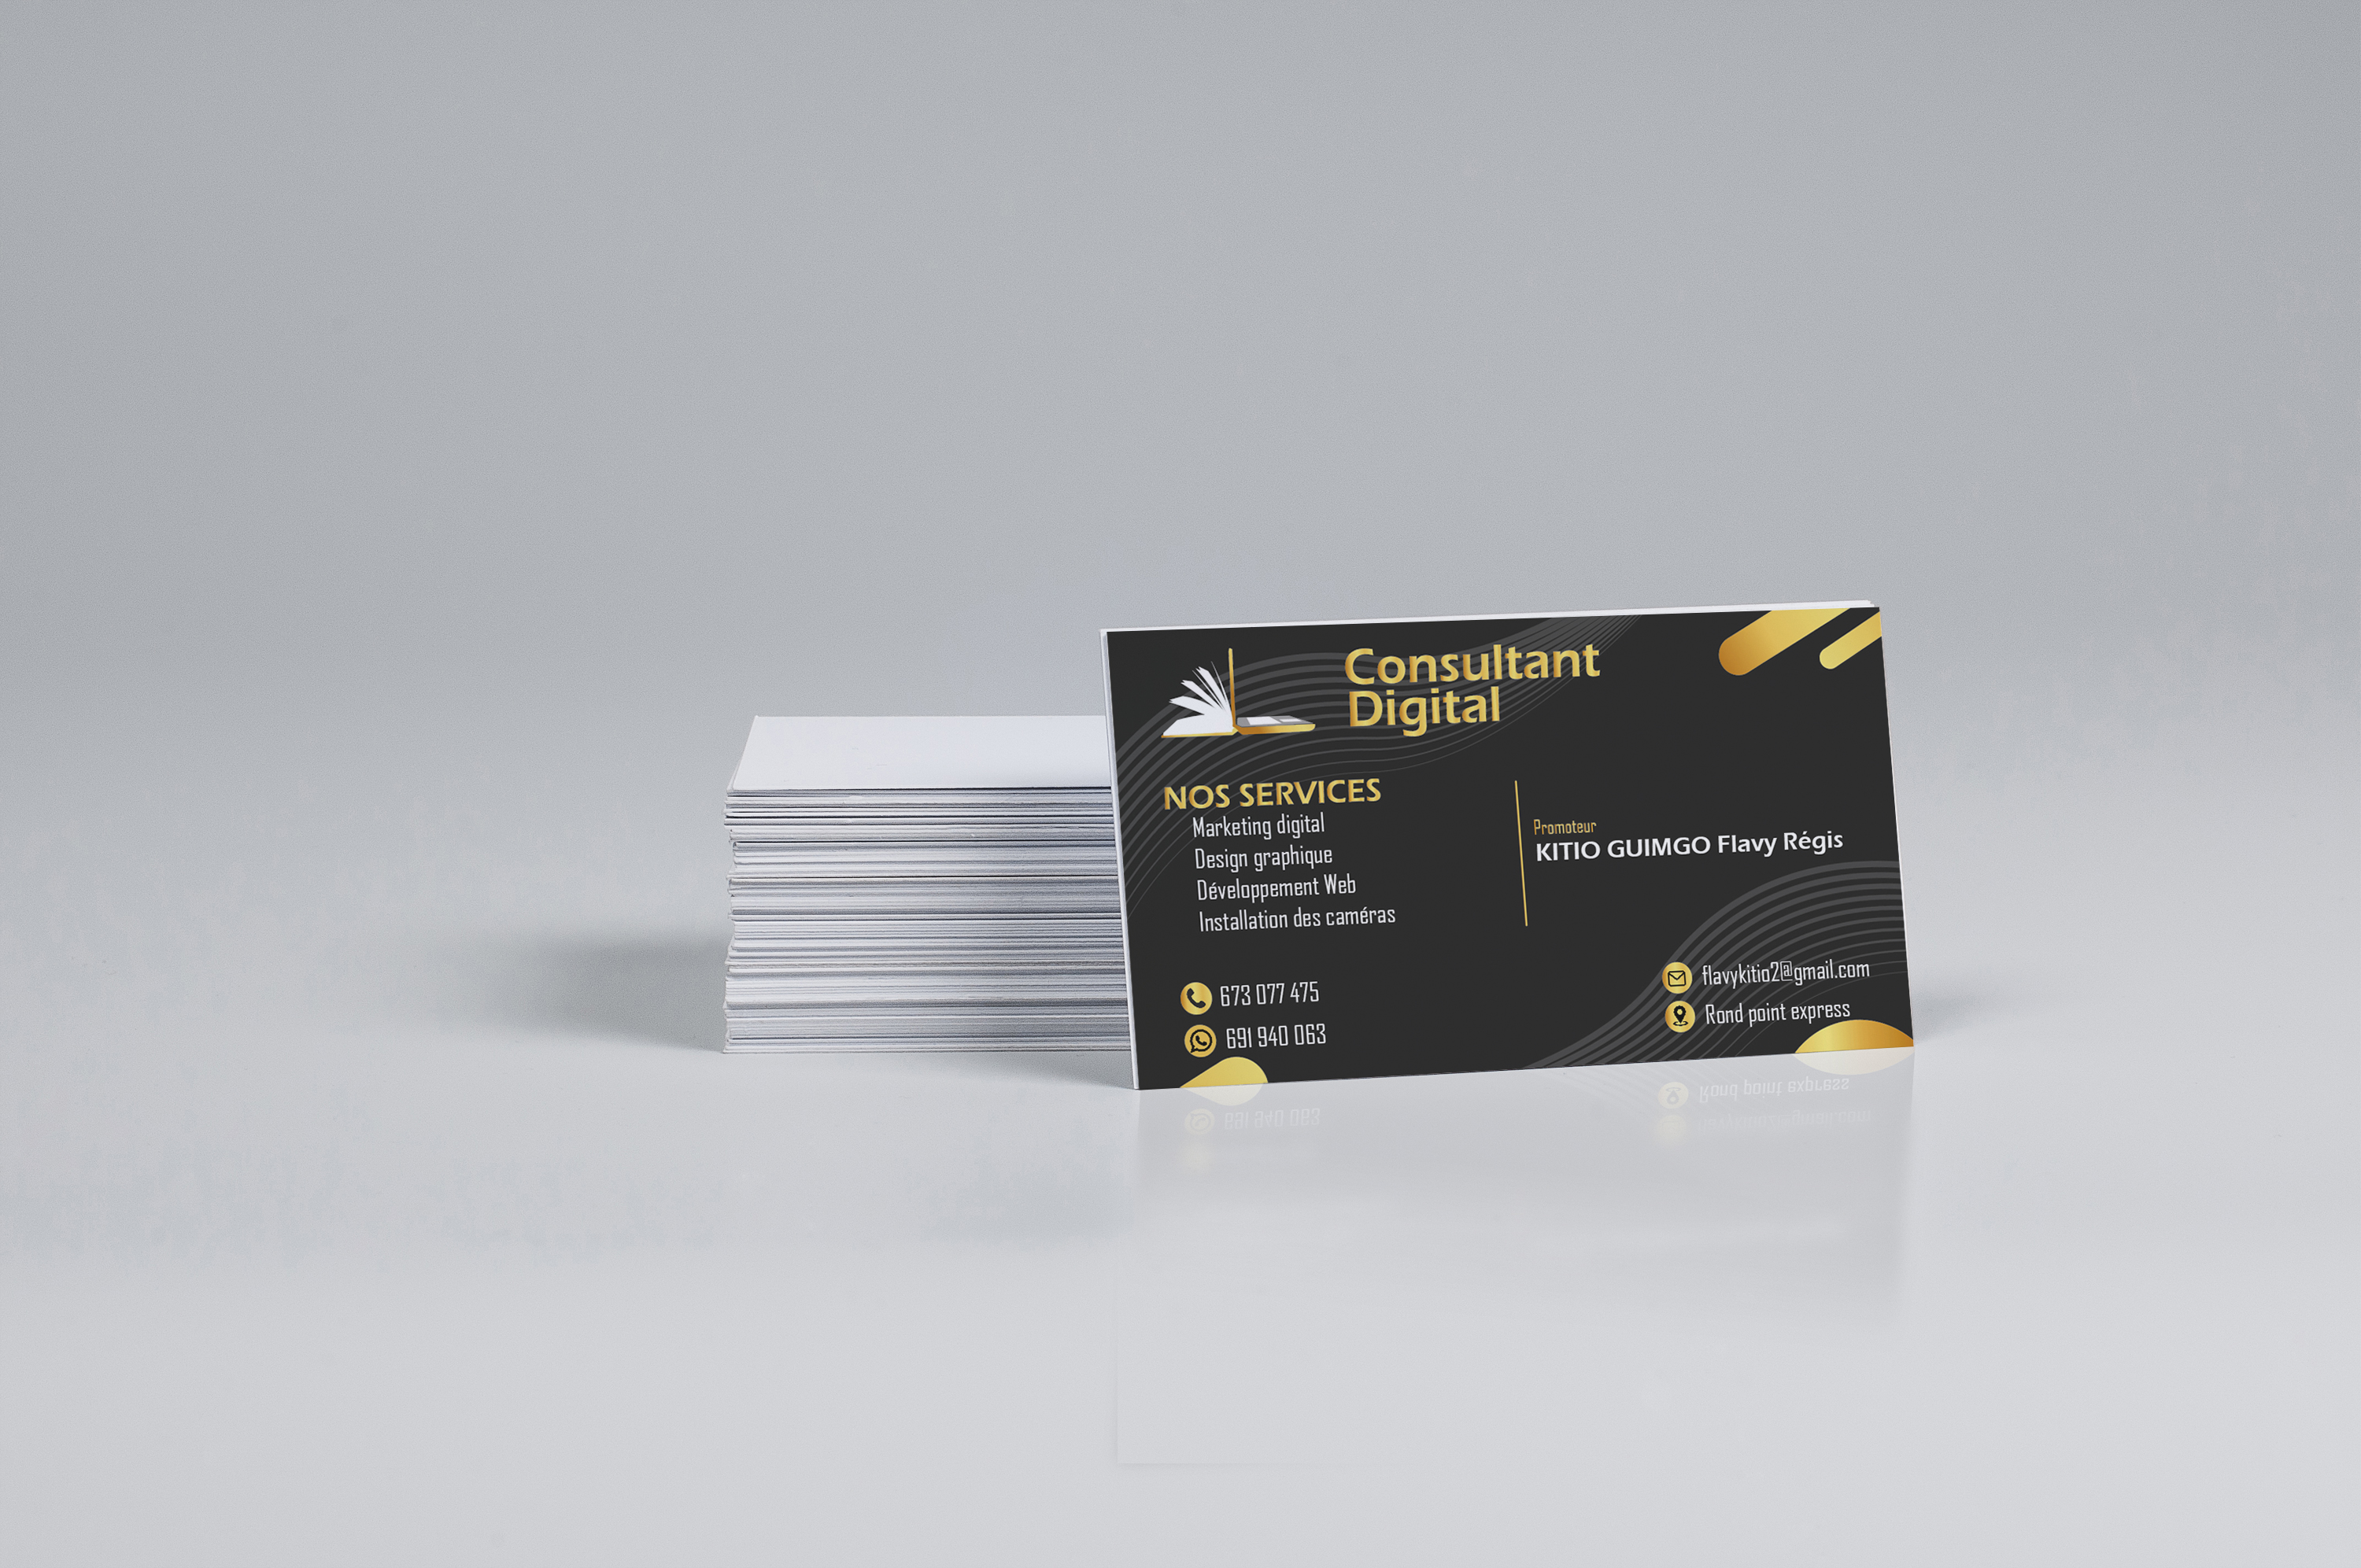 Consultant
Digital
NOS SERVICES
Marketing digital
Design graphique
Développement Web
Installation des caméras
Promoteur
KITIO GUIMGO Flavy Régis
673 077 475
691 940 063
flavykitio2@gmail.com
Rond point express